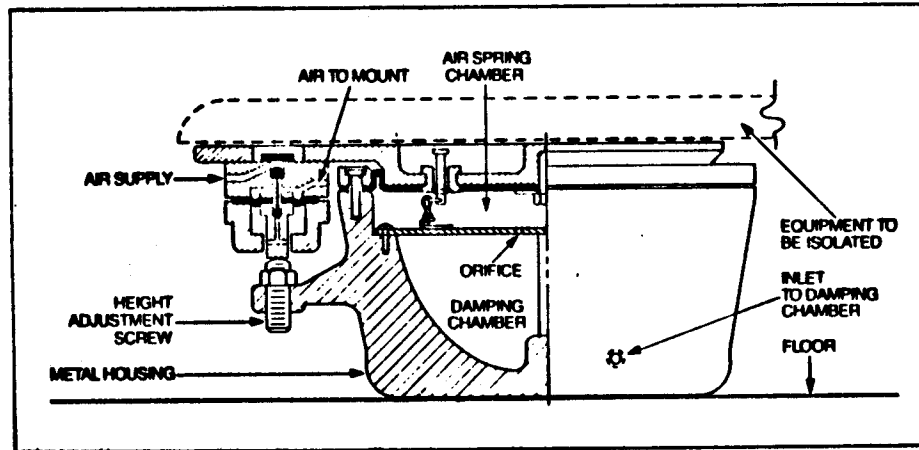 AIR SPRING
CHAMBER
AIR TO MOUNT
AIR SUPPLY
EQUIPMENT TO
BE ISOLATED
ORIFICE
INLET
TO DAMPING
CHAMBER
DAMPING
CHAMBER
HEIGHT
ADJUSTMENT
SCREW
FLOOR
METAL HOUSING